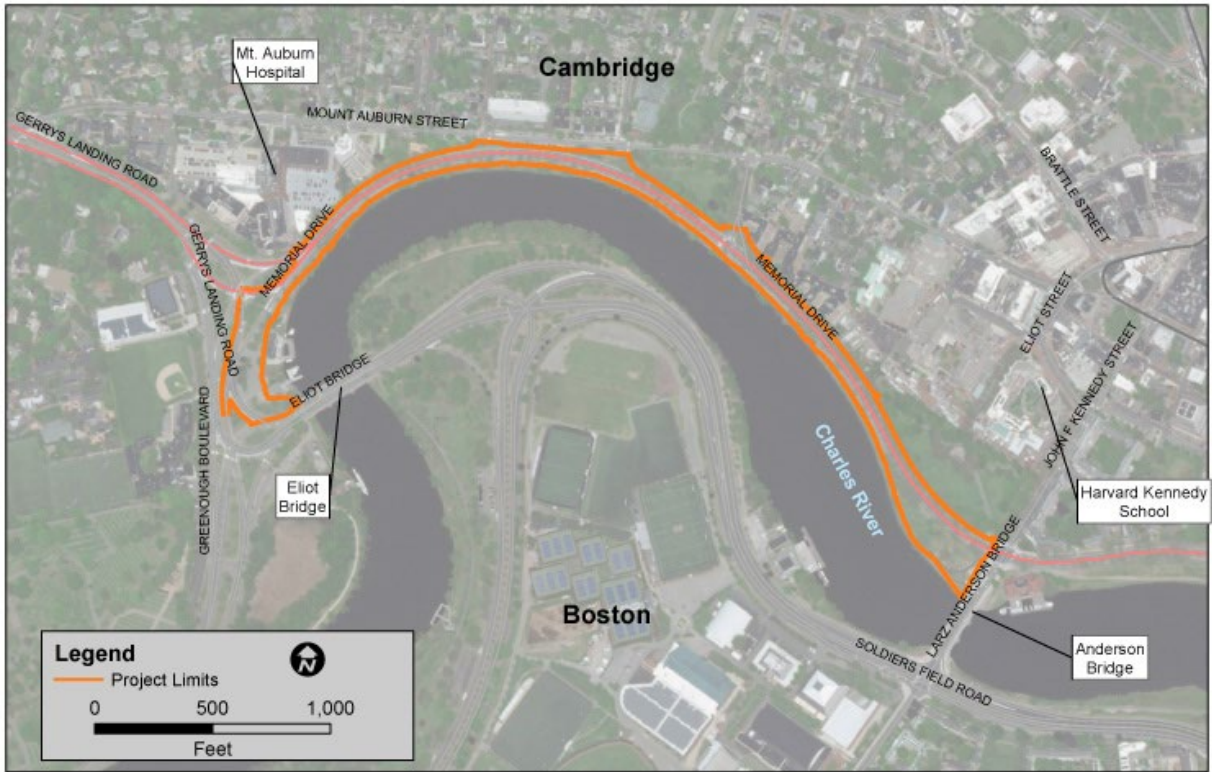 Mt. Auburn
Hospital
Cambridge
MOUNT AUBURN STREET
GERRYS LANDING ROAD
BRATTLE STREET
GERRYS LANDING ROAD
MEMORIAL DRIVE
MEMORIAL DRIVE
ELIOT STREET
JOHN F KENNEDY STREET
ELIOT BRIDGE
GREENOUGH BOULEVARD
Charles River
Eliot
Bridge
Harvard Kennedy
School
LARZ ANDERSON BRIDGE
Boston
SOLDIERS FIELD ROAD
Anderson
Bridge
Legend
N
Project Limits
0 500 1,000
Feet